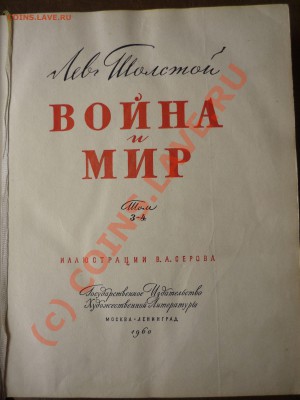 COINS.LAVE.RU
Лев Толстой
ВОЙНА
и
МИР
Том
3-4
ИЛЛЮСТРАЦИИ В.А.СЕРОВА
Государственное Издательство
Художественной Литературы
МОСКВА·ЛЕНИНГРАД
1960
(c) COINS.LAVE.RU